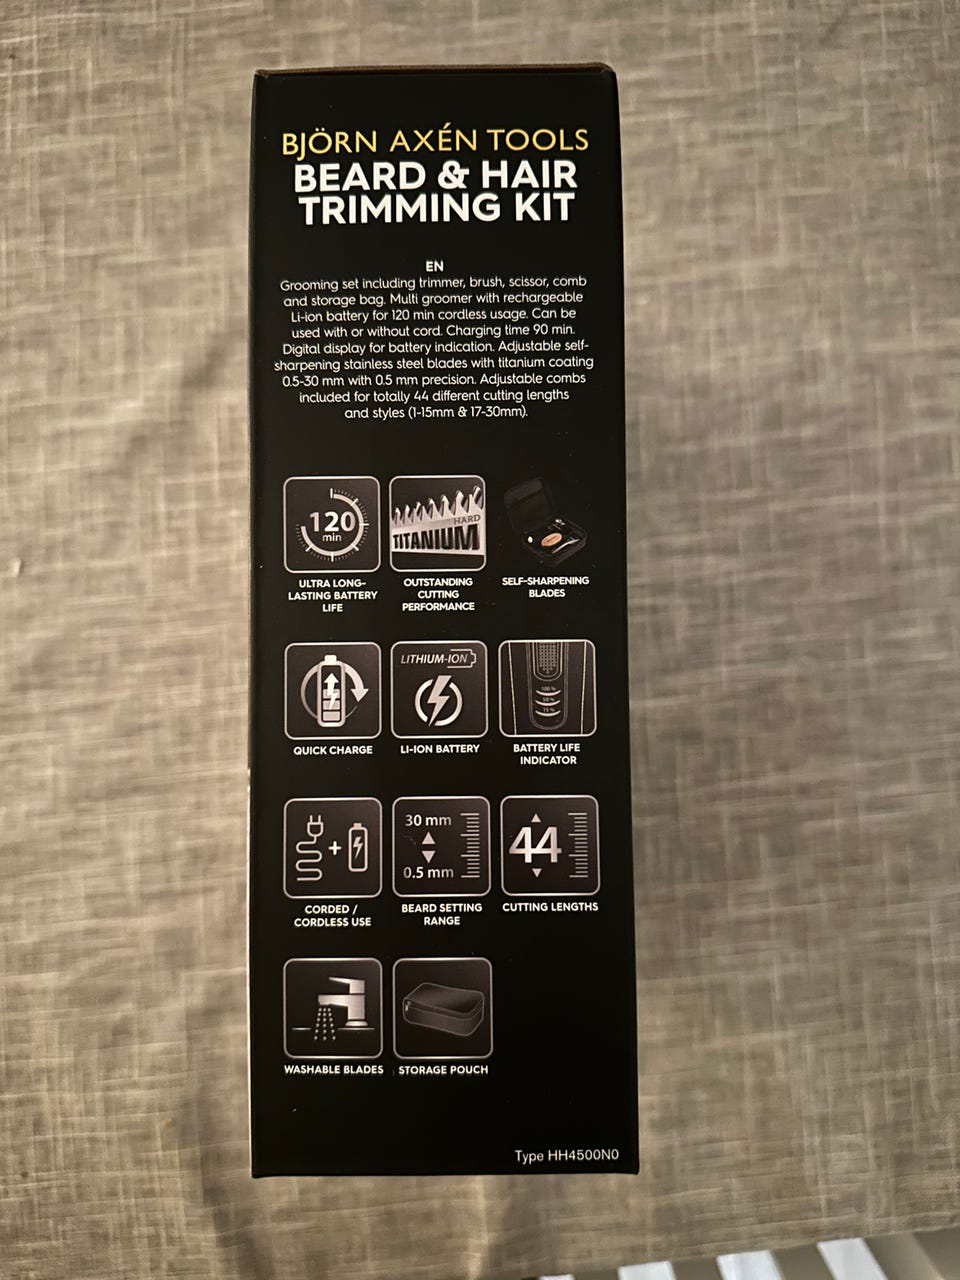 BJÖRN AXÉN TOOLS
BEARD & HAIR
TRIMMING KIT
EN
Grooming set including trimmer, brush, scissor, comb
and storage bag. Multi groomer with rechargeable
Li-ion battery for 120 min cordless usage. Can be
used with or without cord. Charging time 90 min.
Digital display for battery indication. Adjustable self-
sharpening stainless steel blades with titanium coating
0.5-30 mm with 0.5 mm precision. Adjustable combs
included for totally 44 different cutting lengths
and styles (1-15mm & 17-30mm).
120
min
HARD
TITANIUM
ULTRA LONG-
LASTING BATTERY
LIFE
OUTSTANDING
CUTTING
PERFORMANCE
SELF-SHARPENING
BLADES
LITHIUM-ION
100 %
50 %
15 %
QUICK CHARGE
LI-ION BATTERY
BATTERY LIFE
INDICATOR
+
30 mm
0.5 mm
44
CORDED /
CORDLESS USE
BEARD SETTING
RANGE
CUTTING LENGTHS
WASHABLE BLADES
STORAGE POUCH
Type HH4500N0